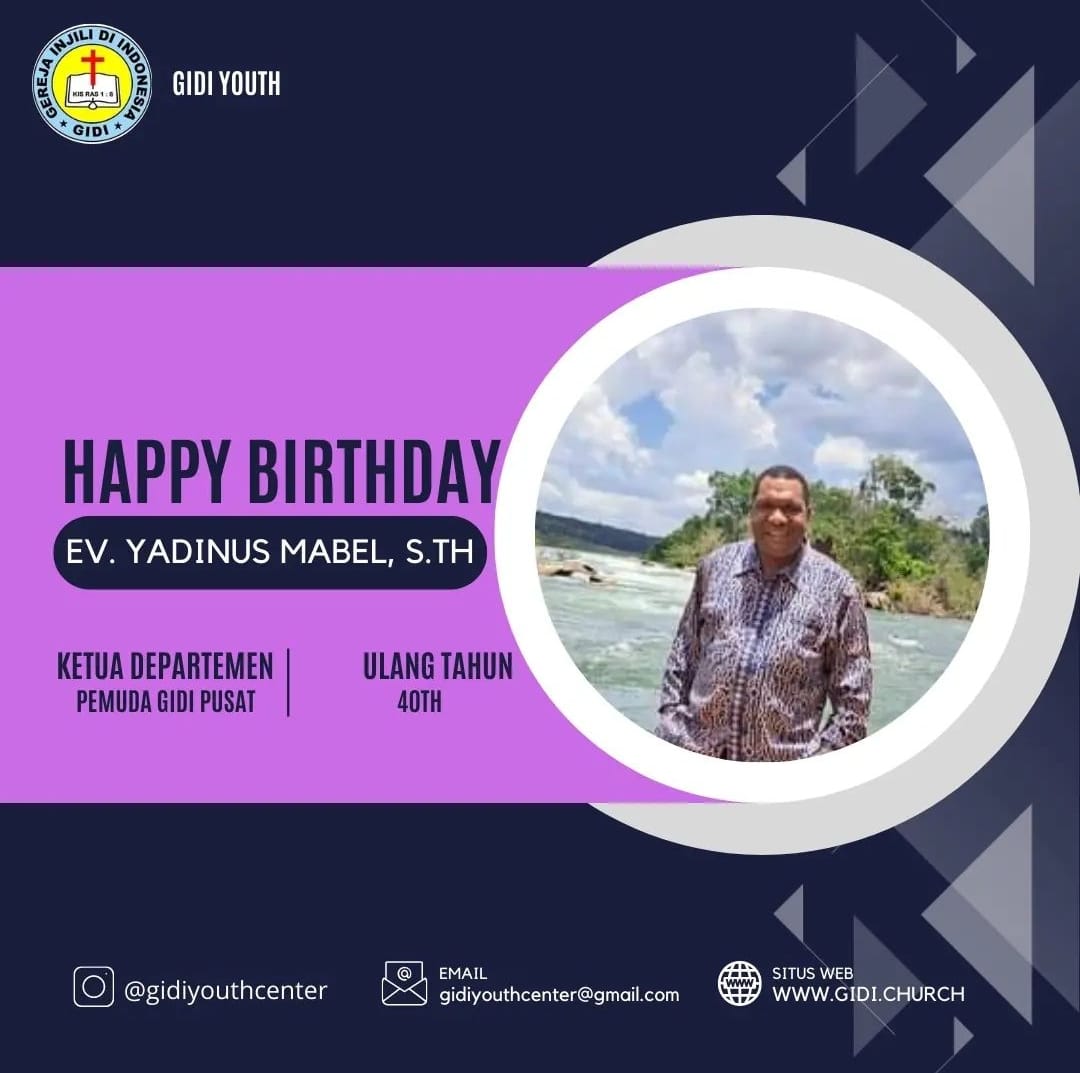 GEREJA INJILI DI INDONESIA
KIS RAS 1 : 8
GIDI
GIDI YOUTH
HAPPY BIRTHDAY
EV. YADINUS MABEL, S.TH
KETUA DEPARTEMEN
PEMUDA GIDI PUSAT
ULANG TAHUN
40TH
@gidiyouthcenter
@
EMAIL
gidiyouthcenter@gmail.com
www
SITUS WEB
WWW.GIDI.CHURCH